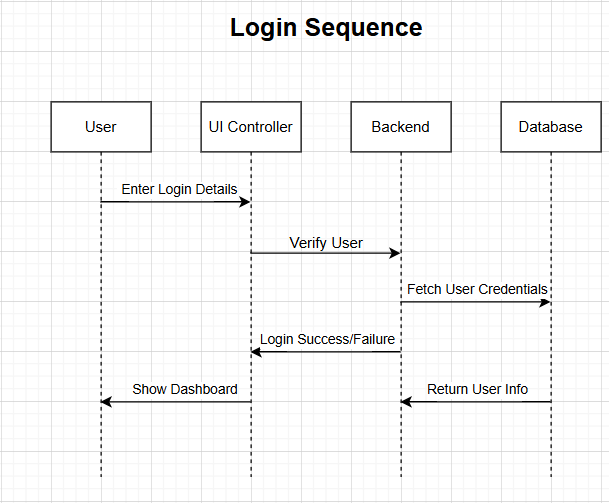 Login Sequence
User
UI Controller
Backend
Database
Enter Login Details
Verify User
Fetch User Credentials
Login Success/Failure
Show Dashboard
Return User Info